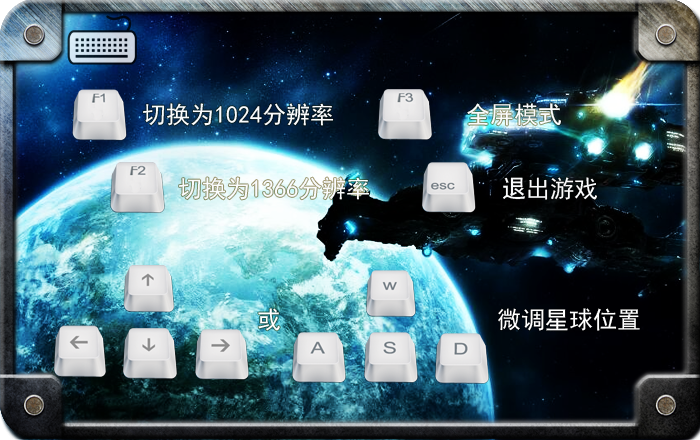 F1 切换为1024分辨率
F3 全屏模式
F2 切换为1366分辨率
esc 退出游戏
↑
W
← ↓ →
或
A S D
微调星球位置